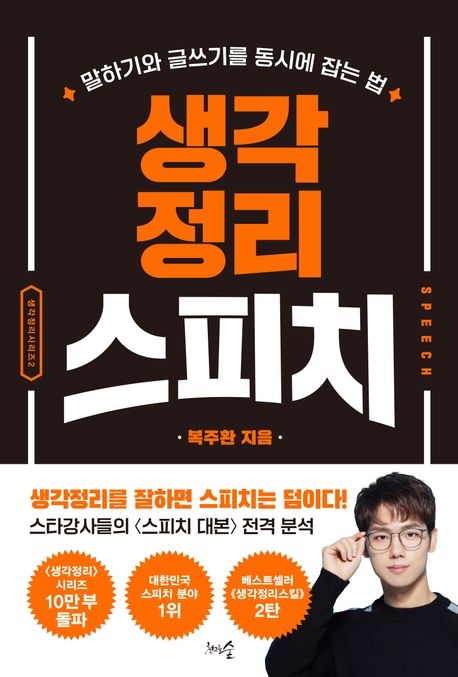 말하기와 글쓰기를 동시에 잡는 법
생각
정리
스피치
생각정리시리즈2
SPEECH
· 복주환 지음 ·
생각정리를 잘하면 스피치는 덤이다!
스타강사들의 〈스피치 대본〉 전격 분석
〈생각정리〉
시리즈
10만 부
돌파
대한민국
스피치 분야
1위
베스트셀러
《생각정리스킬》
2탄
천그루숲